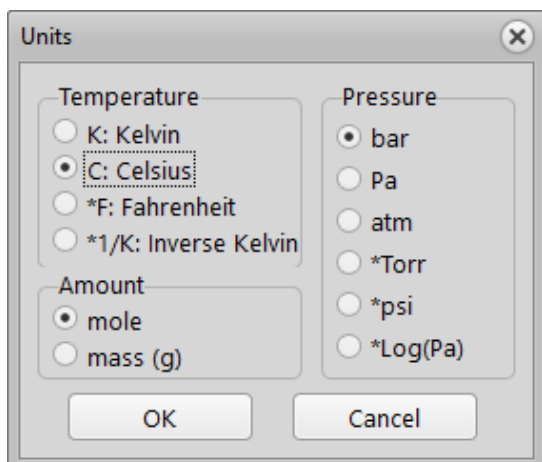 Units
Temperature
K: Kelvin
C: Celsius
*F: Fahrenheit
*1/K: Inverse Kelvin
Amount
mole
mass (g)
Pressure
bar
Pa
atm
*Torr
*psi
*Log(Pa)
OK
Cancel